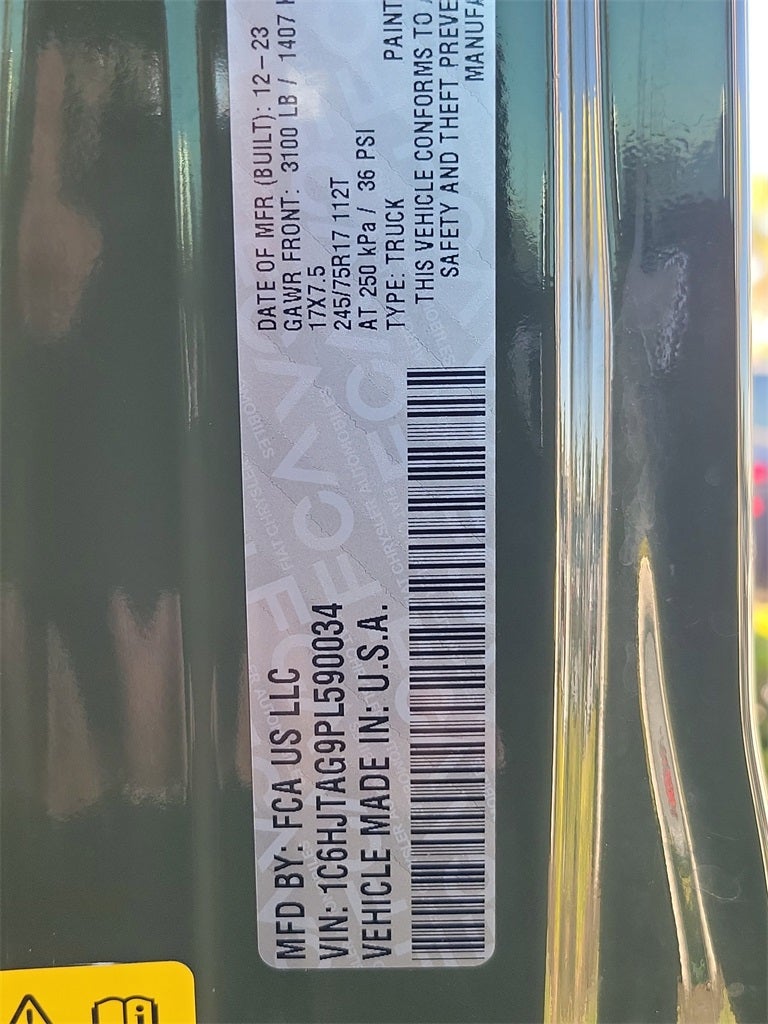 MFD BY: FCA US LLC
VIN: 1C6HJTAG9PL590034
VEHICLE MADE IN: U.S.A.
DATE OF MFR (BUILT): 12-23
GAWR FRONT: 3100 LB / 1407
17X7.5
245/75R17 112T
AT 250 kPa / 36 PSI
TYPE: TRUCK PAINT
THIS VEHICLE CONFORMS TO
SAFETY AND THEFT PREVE
MANUFA